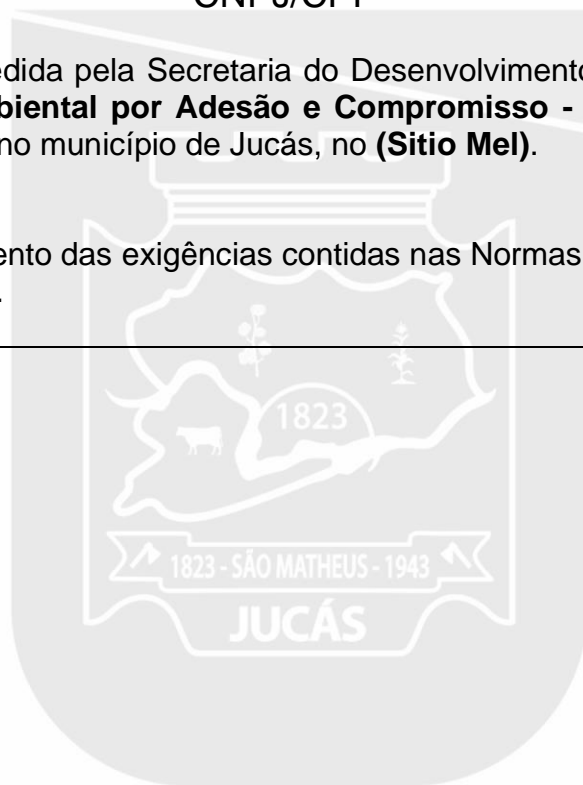 edida pela Secretaria do Desenvolvimento
biental por Adesão e Compromisso -
no município de Jucás, no (Sitio Mel).
ento das exigências contidas nas Normas
.
1823
1823 - SÃO MATHEUS - 1943
JUCÁS